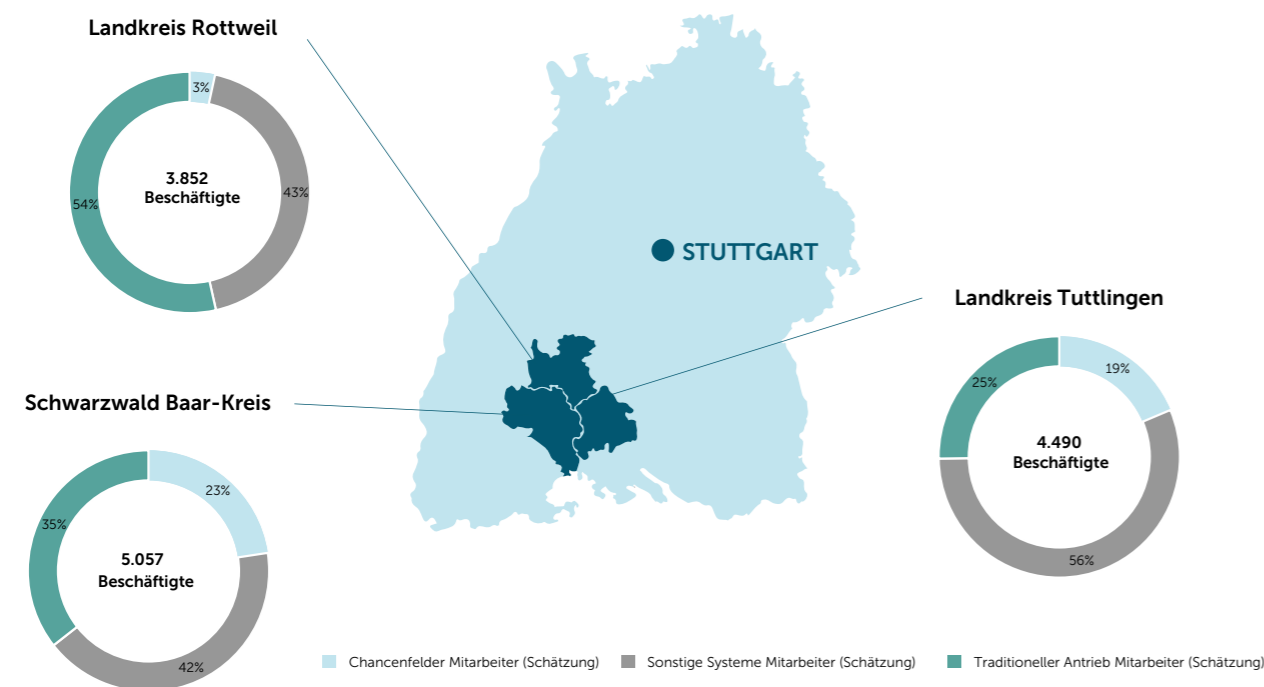 Landkreis Rottweil
3%
43%
54%
3.852
Beschäftigte
STUTTGART
Landkreis Tuttlingen
19%
25%
56%
4.490
Beschäftigte
Schwarzwald Baar-Kreis
23%
35%
42%
5.057
Beschäftigte
Chancenfelder Mitarbeiter (Schätzung)
Sonstige Systeme Mitarbeiter (Schätzung)
Traditioneller Antrieb Mitarbeiter (Schätzung)